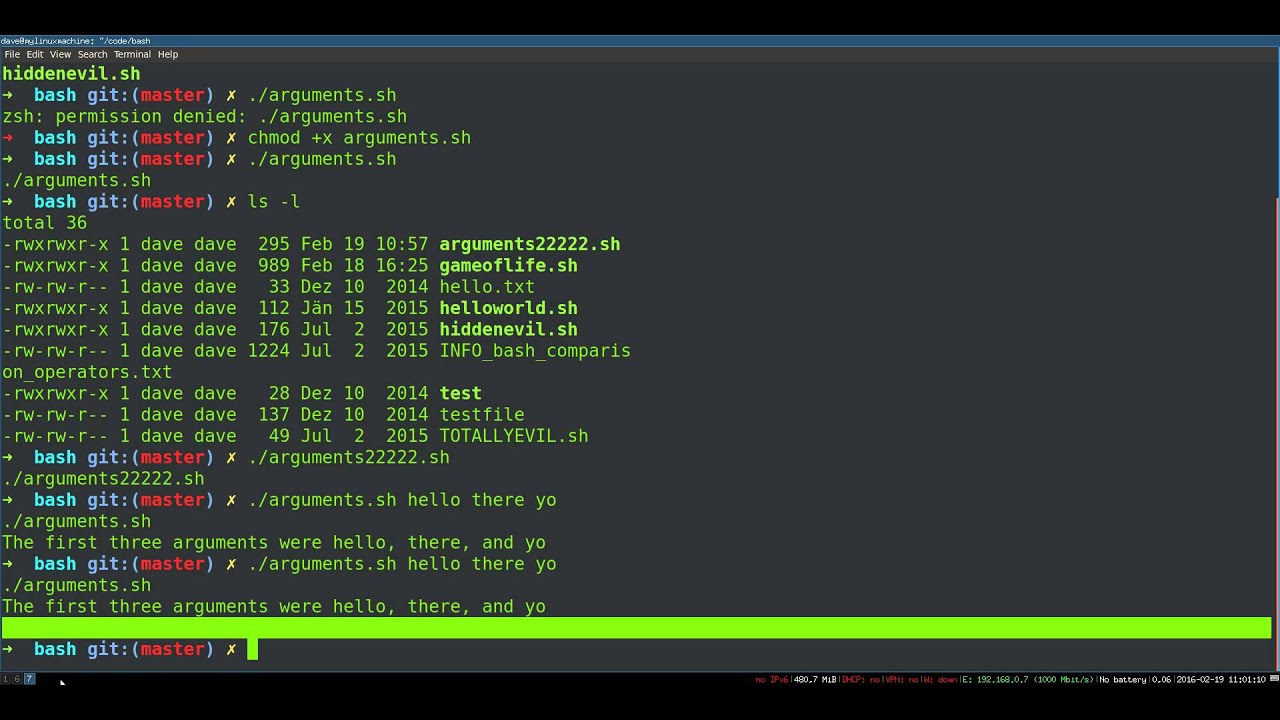 dave@mylinuxmachine: ~/code/bash
File Edit View Search Terminal Help
hiddenevil.sh
➜  bash git:(master) ✗ ./arguments.sh
zsh: permission denied: ./arguments.sh
➜  bash git:(master) ✗ chmod +x arguments.sh
➜  bash git:(master) ✗ ./arguments.sh
./arguments.sh
➜  bash git:(master) ✗ ls -l
total 36
-rwxrwxr-x 1 dave dave  295 Feb 19 10:57 arguments22222.sh
-rwxrwxr-x 1 dave dave  989 Feb 18 16:25 gameoflife.sh
-rw-rw-r-- 1 dave dave   33 Dez 10  2014 hello.txt
-rwxrwxr-x 1 dave dave  112 Jän 15  2015 helloworld.sh
-rwxrwxr-x 1 dave dave  176 Jul  2  2015 hiddenevil.sh
-rw-rw-r-- 1 dave dave 1224 Jul  2  2015 INFO_bash_comparis
on_operators.txt
-rwxrwxr-x 1 dave dave   28 Dez 10  2014 test
-rw-rw-r-- 1 dave dave  137 Dez 10  2014 testfile
-rw-rw-r-- 1 dave dave   49 Jul  2  2015 TOTALLYEVIL.sh
➜  bash git:(master) ✗ ./arguments22222.sh
./arguments22222.sh
➜  bash git:(master) ✗ ./arguments.sh hello there yo
./arguments.sh
The first three arguments were hello, there, and yo
➜  bash git:(master) ✗ ./arguments.sh hello there yo
./arguments.sh
The first three arguments were hello, there, and yo
➜  bash git:(master) ✗
1 6 7 no IPv6|480,7 MiB|DHCP: no|VPN: no|W: down|E: 192.168.0.7 (1000 Mbit/s)|No battery|0,06|2016-02-19 11:01:10